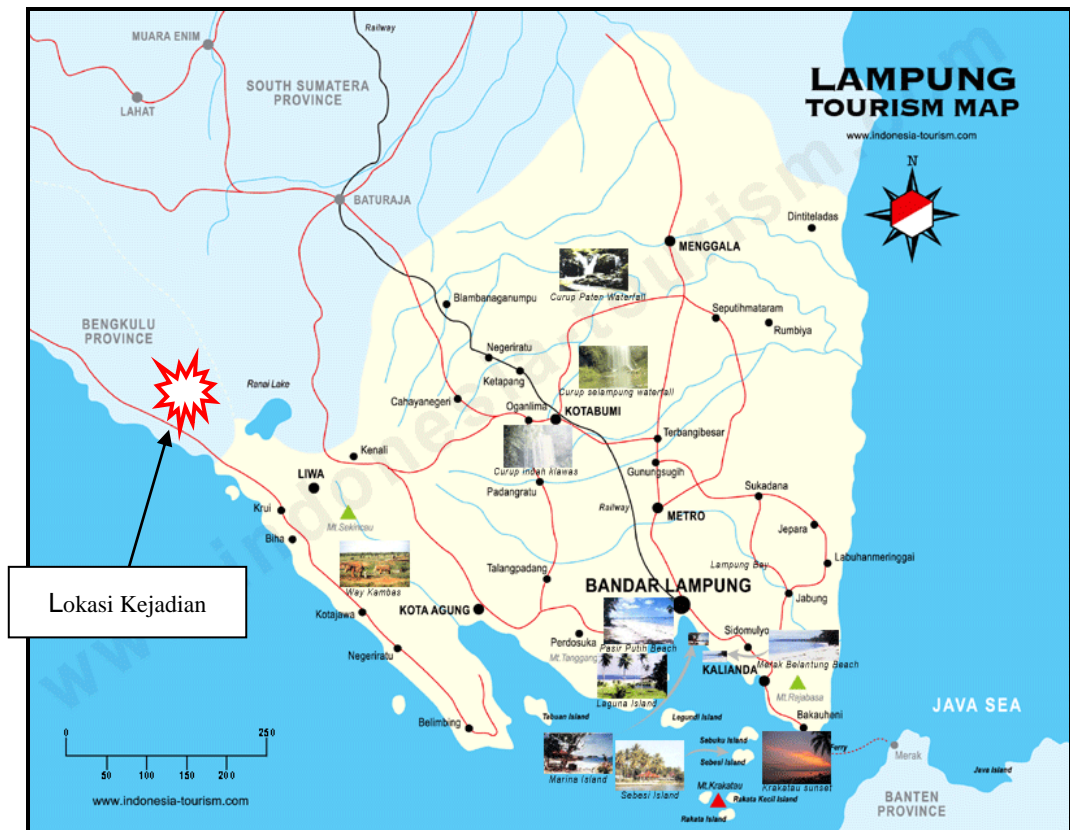 Railway
MUARA ENIM
SOUTH SUMATERA
PROVINCE
LAHAT
LAMPUNG
TOURISM MAP
www.indonesia-tourism.com
N
BATURAJA
Dintiteladas
MENGGALA
Curup Paten Waterfall
Blambanaganumpu
Seputihmataram
Rumbiya
BENGKULU
PROVINCE
Negeriratu
Ketapang
Ranai Lake
Curup selampung waterfall
Cahayanegeri
Oganlima
KOTABUMI
Terbangibesar
Kenali
Curup indah klawas
Gunungsugih
LIWA
Padangratu
Sukadana
Krui
Mt.Sekincau
Railway
METRO
Jepara
Biha
Labuhanmeringgai
Lampung Bay
Talangpadang
Way Kambas
BANDAR LAMPUNG
Lokasi Kejadian
Jabung
Kotajawa
KOTA AGUNG
Pasir Putih Beach
Sidomulyo
Perdosuka
Mt.Tanggang
Negeriratu
Merak Belantung Beach
KALIANDA
Mt.Rajabasa
Laguna Island
JAVA SEA
Tabuan Island
Legundi Island
Bakauheni
Belimbing
Sabuku Island
Ferry
Merak
0
250
50
100
150
200
Sebesi Island
Marina Island
Sebesi Island
Krakatau sunset
Java Island
Mt.Krakatau
Rakata Kecil Island
Rakata Island
BANTEN
PROVINCE
www.indonesia-tourism.com
www.indonesia-tourism.com